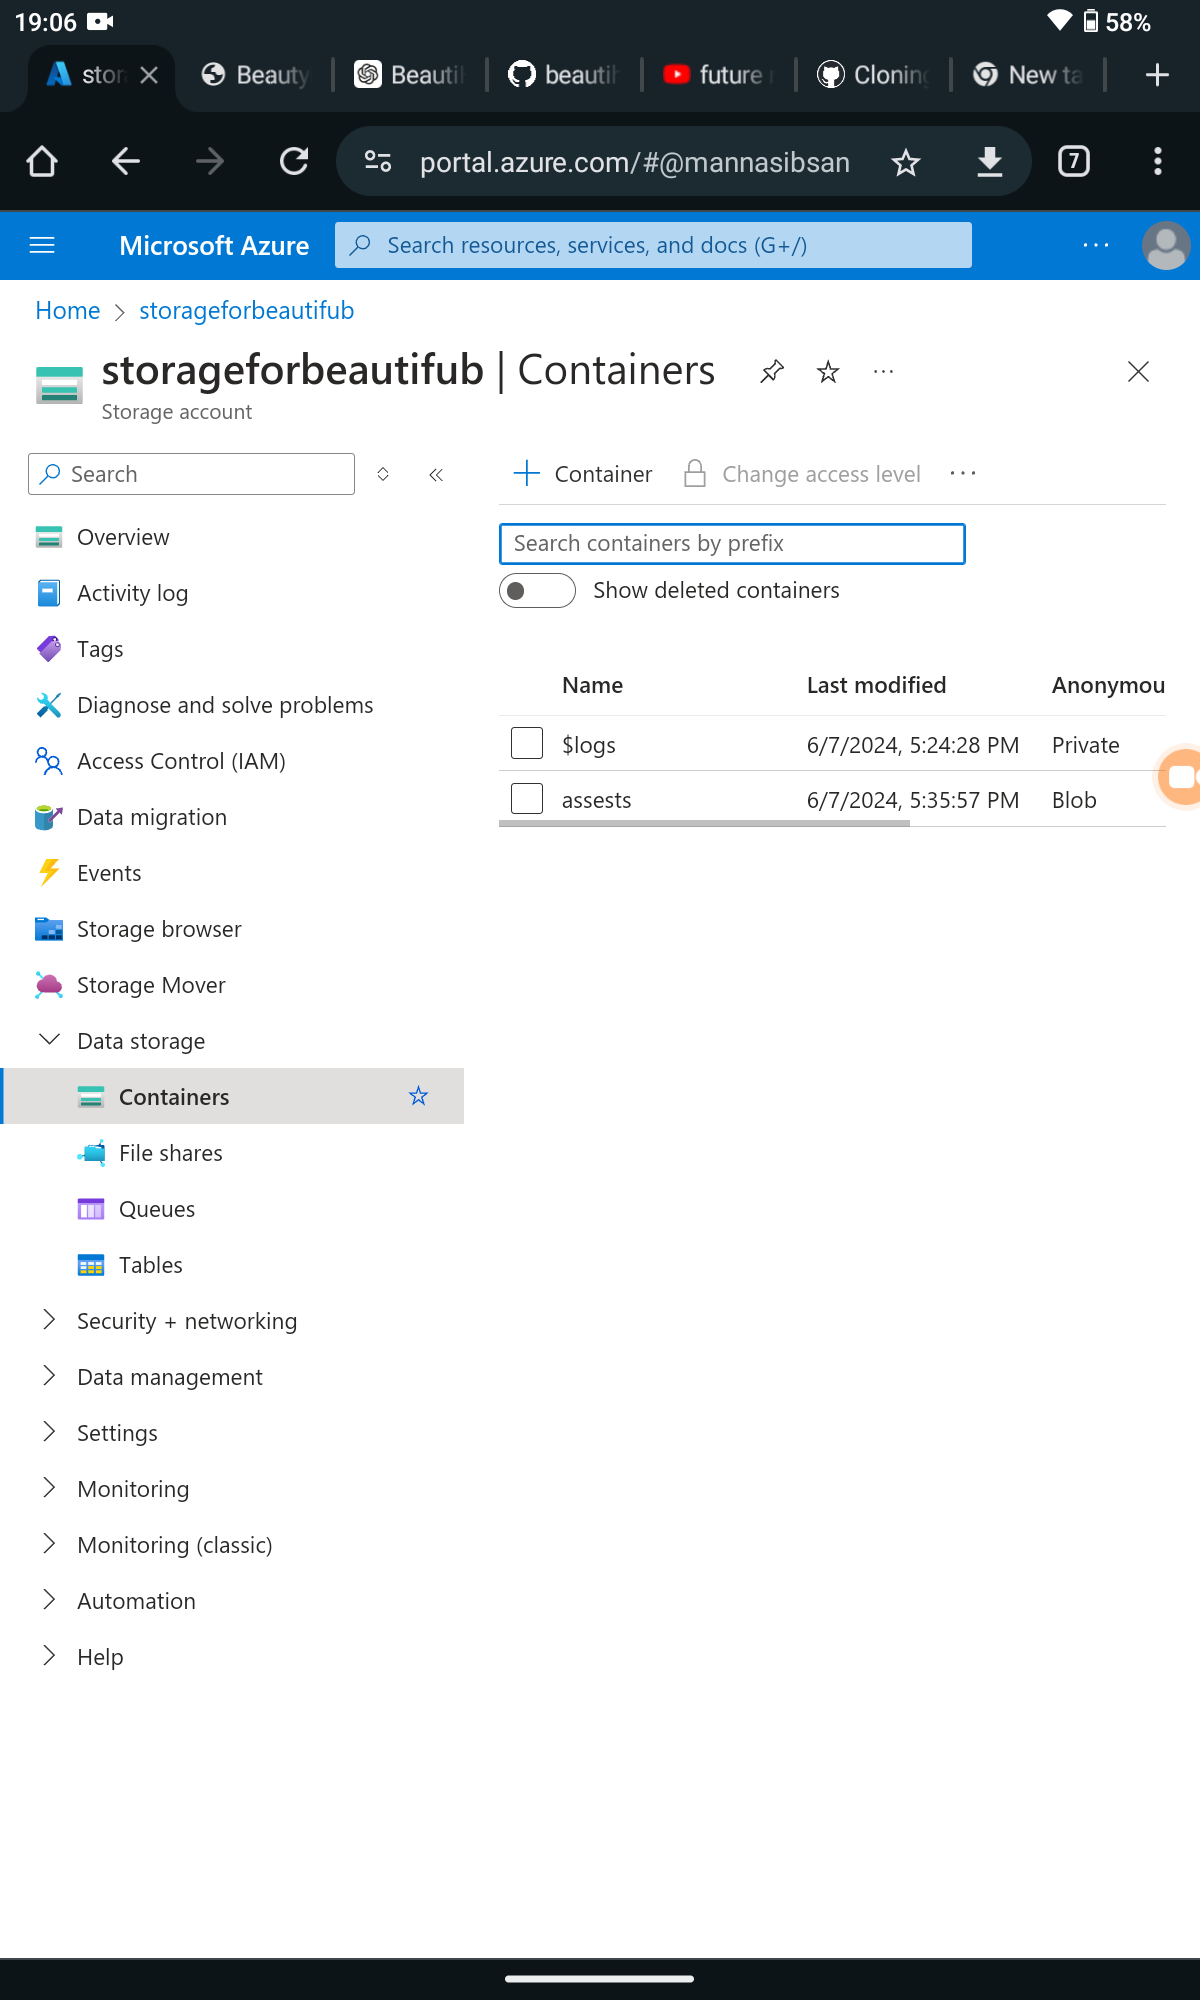 19:06
58%
stor
Beauty
Beauti
beautih
future
Cloning
New ta
portal.azure.com/#@mannasibsan
7
Microsoft Azure
Search resources, services, and docs (G+/)
Home > storageforbeautifub
storageforbeautifub | Containers
Storage account
Search
Container
Change access level
Overview
Search containers by prefix
Activity log
Show deleted containers
Tags
Name Last modified Anonymou
Diagnose and solve problems
$logs 6/7/2024, 5:24:28 PM Private
Access Control (IAM)
assests 6/7/2024, 5:35:57 PM Blob
Data migration
Events
Storage browser
Storage Mover
Data storage
Containers
File shares
Queues
Tables
Security + networking
Data management
Settings
Monitoring
Monitoring (classic)
Automation
Help